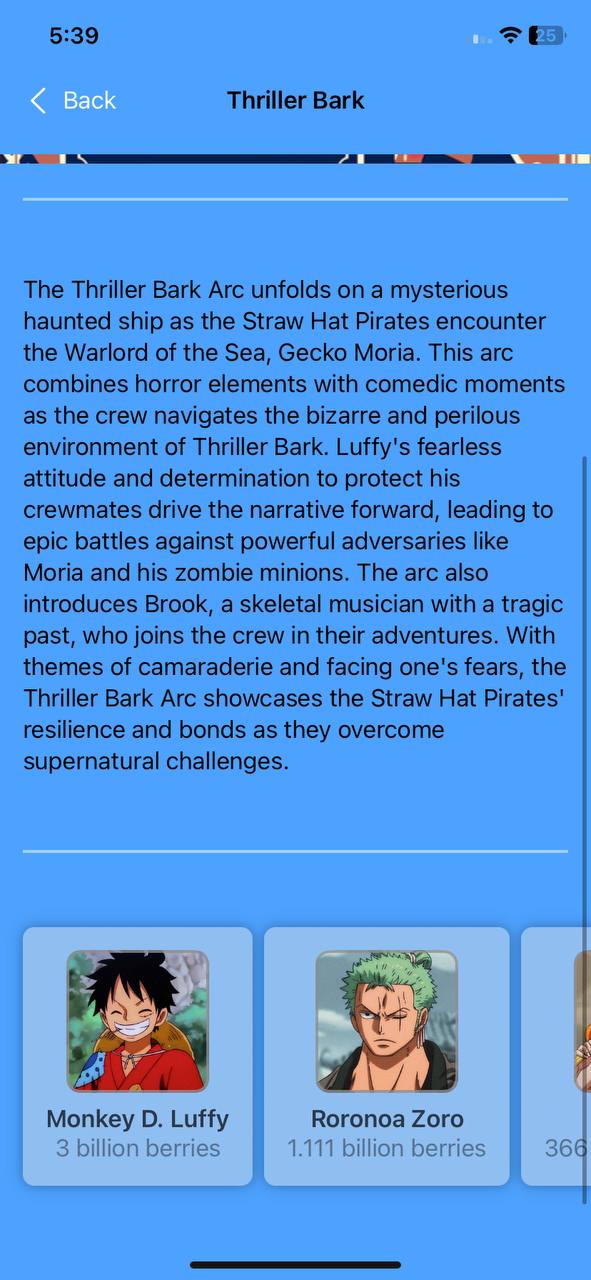 5:39
25
Back
Thriller Bark
The Thriller Bark Arc unfolds on a mysterious
haunted ship as the Straw Hat Pirates encounter
the Warlord of the Sea, Gecko Moria. This arc
combines horror elements with comedic moments
as the crew navigates the bizarre and perilous
environment of Thriller Bark. Luffy's fearless
attitude and determination to protect his
crewmates drive the narrative forward, leading to
epic battles against powerful adversaries like
Moria and his zombie minions. The arc also
introduces Brook, a skeletal musician with a tragic
past, who joins the crew in their adventures. With
themes of camaraderie and facing one's fears, the
Thriller Bark Arc showcases the Straw Hat Pirates'
resilience and bonds as they overcome
supernatural challenges.
Monkey D. Luffy
3 billion berries
Roronoa Zoro
1.111 billion berries
366